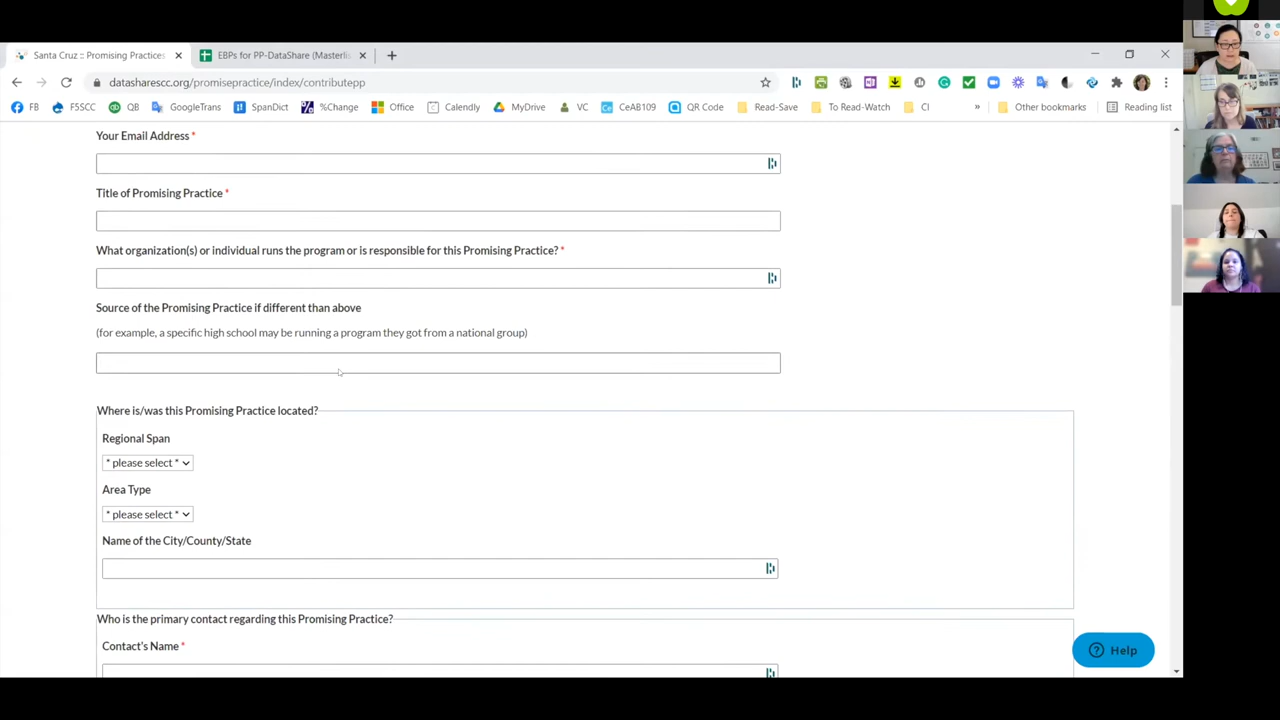 Santa Cruz :: Promising Practices
EBPs for PP-DataShare (Masterli
datasharescc.org/promisepractice/index/contributepp
FB F5SCC QB GoogleTrans SpanDict %Change Office Calendly MyDrive VC CeAB109 QR Code Read-Save To Read-Watch CI » Other bookmarks Reading list
Your Email Address *
Title of Promising Practice *
What organization(s) or individual runs the program or is responsible for this Promising Practice? *
Source of the Promising Practice if different than above
(for example, a specific high school may be running a program they got from a national group)
Where is/was this Promising Practice located?
Regional Span
* please select *
Area Type
* please select *
Name of the City/County/State
Who is the primary contact regarding this Promising Practice?
Contact's Name *
Help